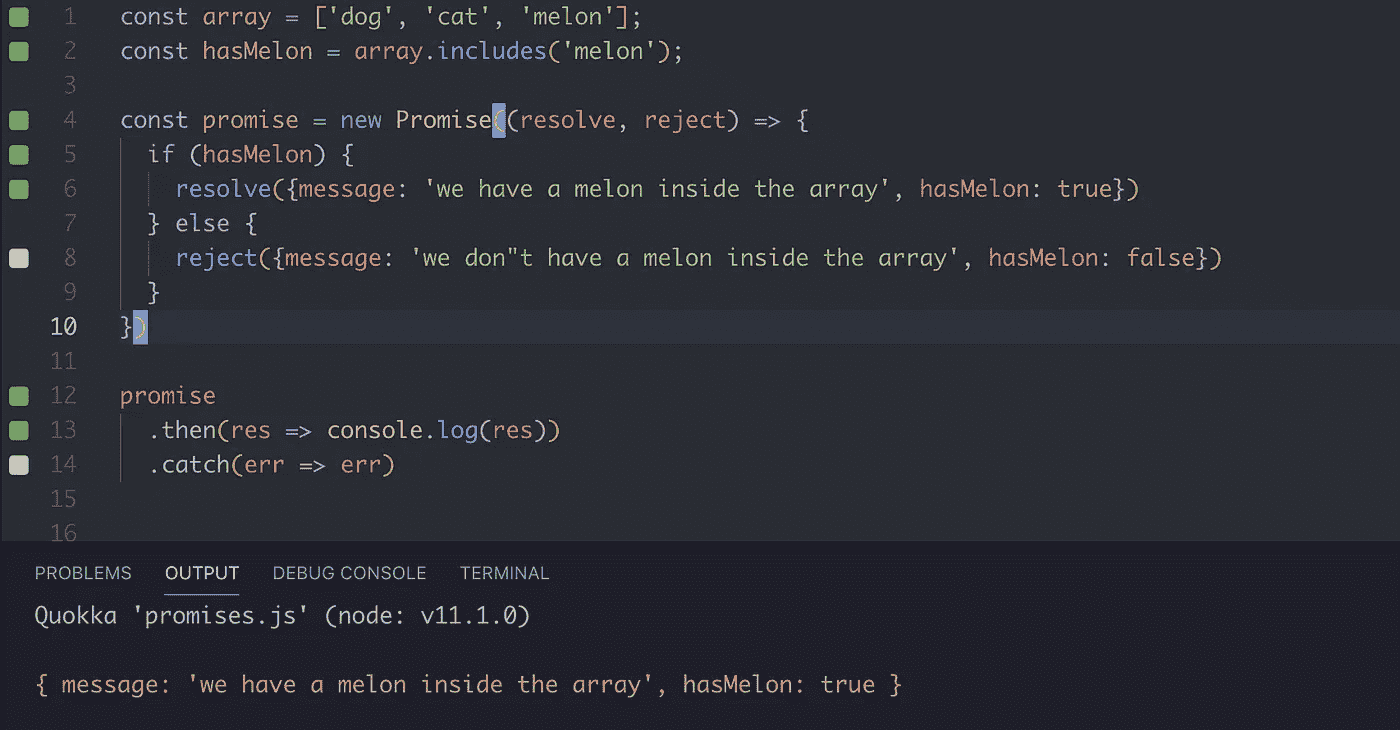 1 const array = ['dog', 'cat', 'melon'];
2 const hasMelon = array.includes('melon');
3
4 const promise = new Promise((resolve, reject) => {
5 if (hasMelon) {
6 resolve({message: 'we have a melon inside the array', hasMelon: true})
7 } else {
8 reject({message: 'we don"t have a melon inside the array', hasMelon: false})
9 }
10 })
11
12 promise
13 .then(res => console.log(res))
14 .catch(err => err)
15
16
PROBLEMS OUTPUT DEBUG CONSOLE TERMINAL
Quokka 'promises.js' (node: v11.1.0)
{ message: 'we have a melon inside the array', hasMelon: true }